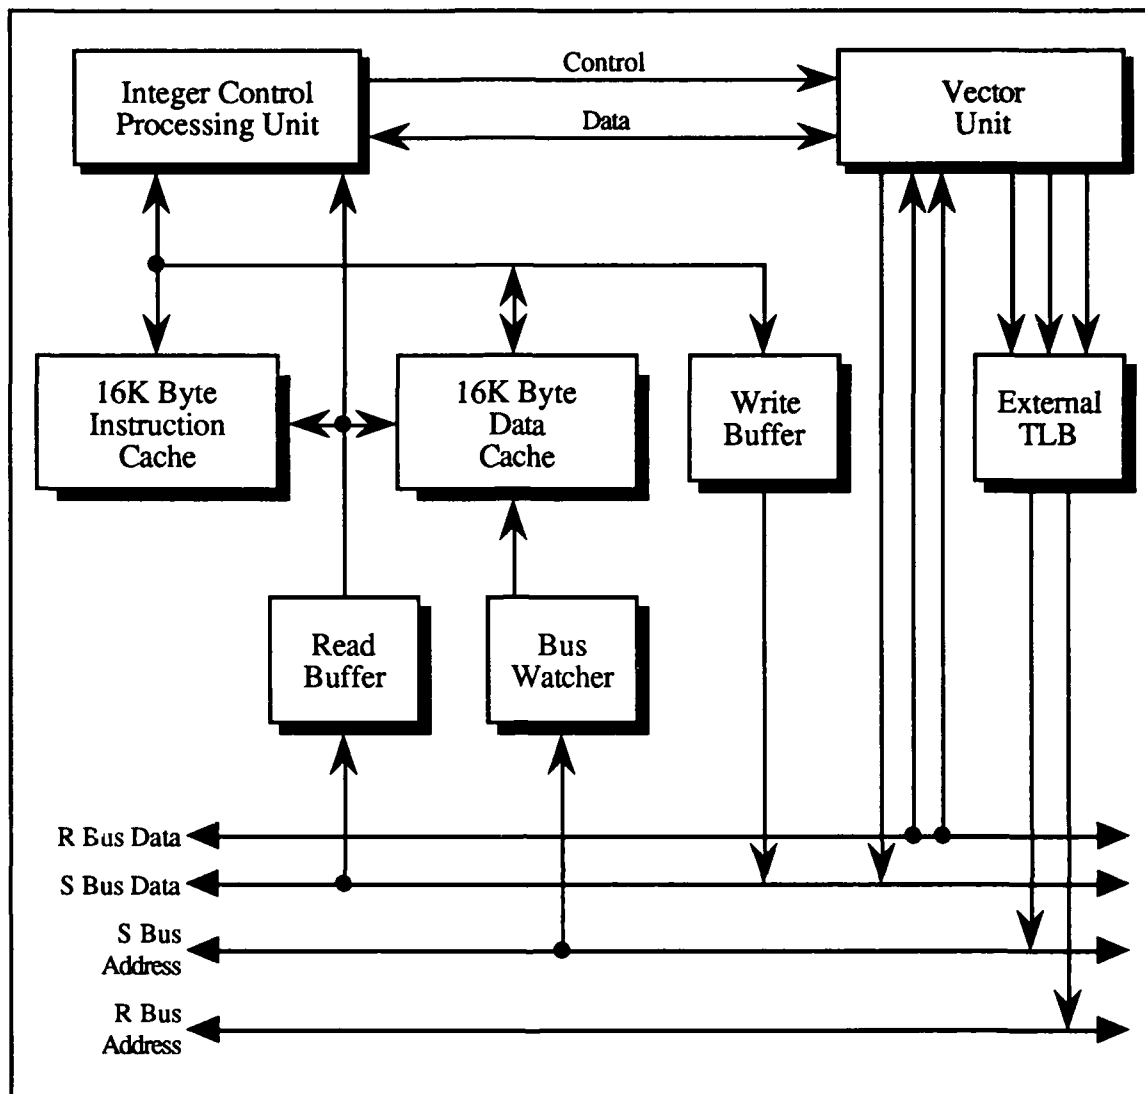 Integer Control
Processing Unit
Control
Data
Vector
Unit
16K Byte
Instruction
Cache
16K Byte
Data
Cache
Write
Buffer
External
TLB
Read
Buffer
Bus
Watcher
R Bus Data
S Bus Data
S Bus
Address
R Bus
Address